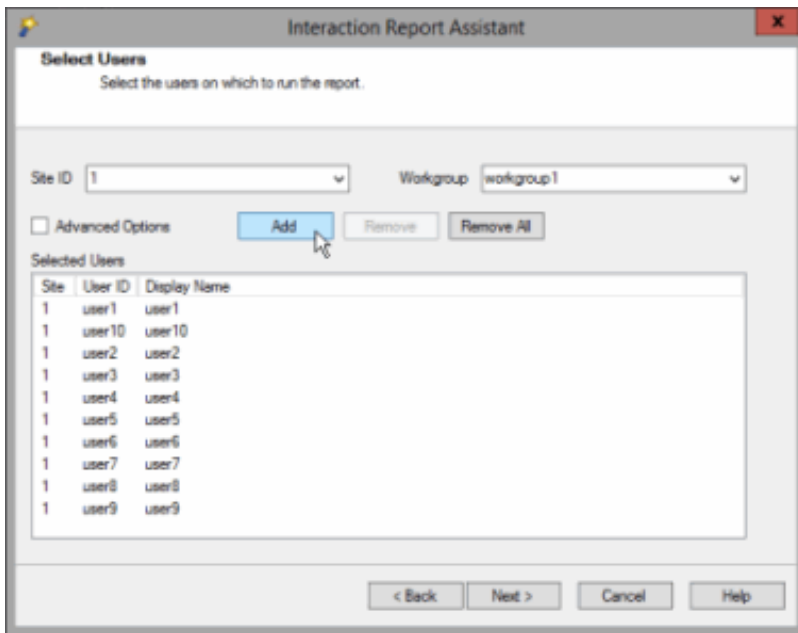 Interaction Report Assistant
x
Select Users
Select the users on which to run the report.
Site ID 1 Workgroup workgroup1
Advanced Options Add Remove Remove All
Selected Users
Site User ID Display Name
1 user1 user1
1 user10 user10
1 user2 user2
1 user3 user3
1 user4 user4
1 user5 user5
1 user6 user6
1 user7 user7
1 user8 user8
1 user9 user9
< Back Next > Cancel Help